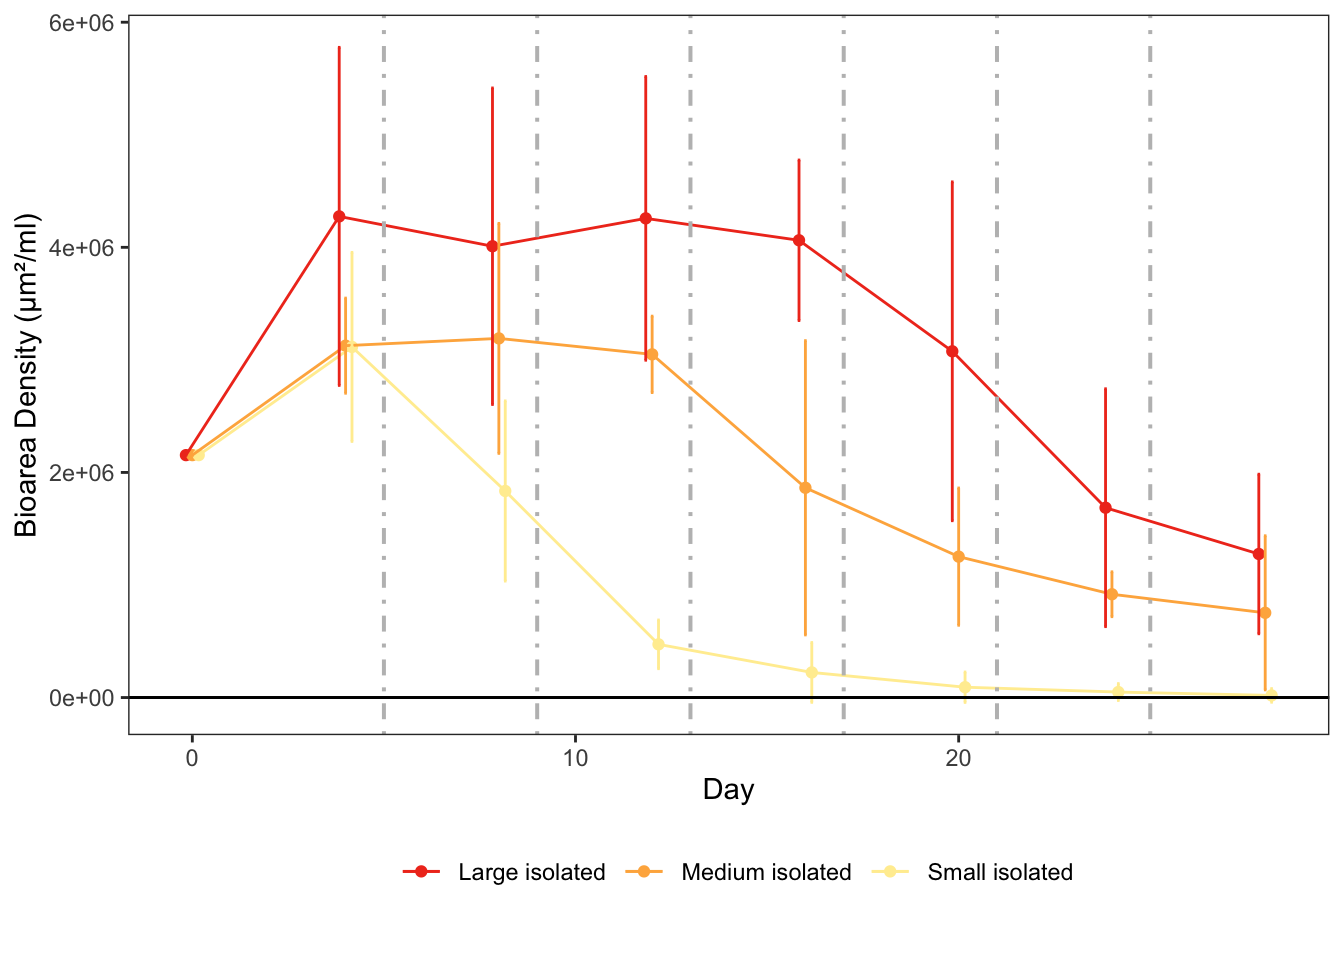 6e+06
4e+06
2e+06
0e+00
Bioarea Density (μm²/ml)
0 10 20
Day
Large isolated Medium isolated Small isolated